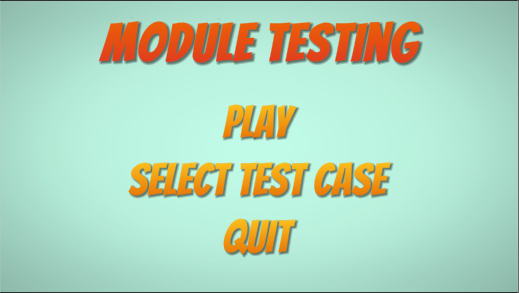 MODULE TESTING
PLAY
SELECT TEST CASE
QUIT